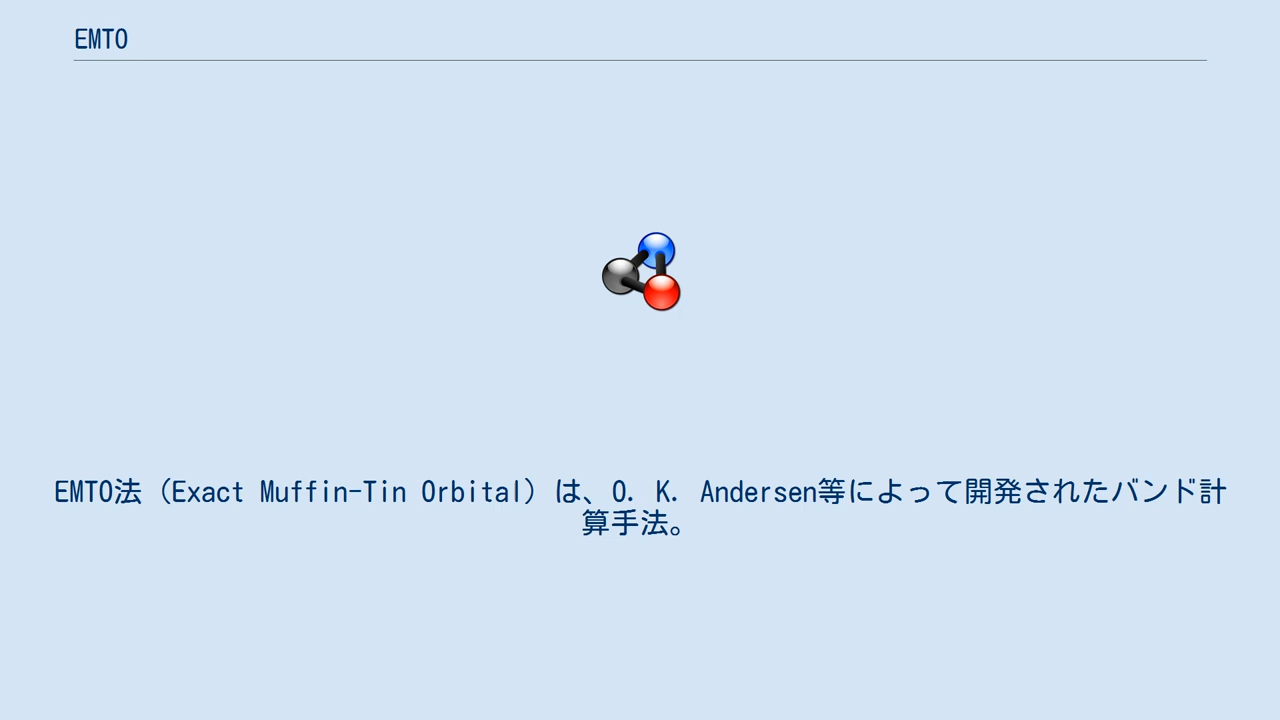 EMTO
EMTO法（Exact Muffin-Tin Orbital）は、O. K. Andersen等によって開発されたバンド計
算手法。